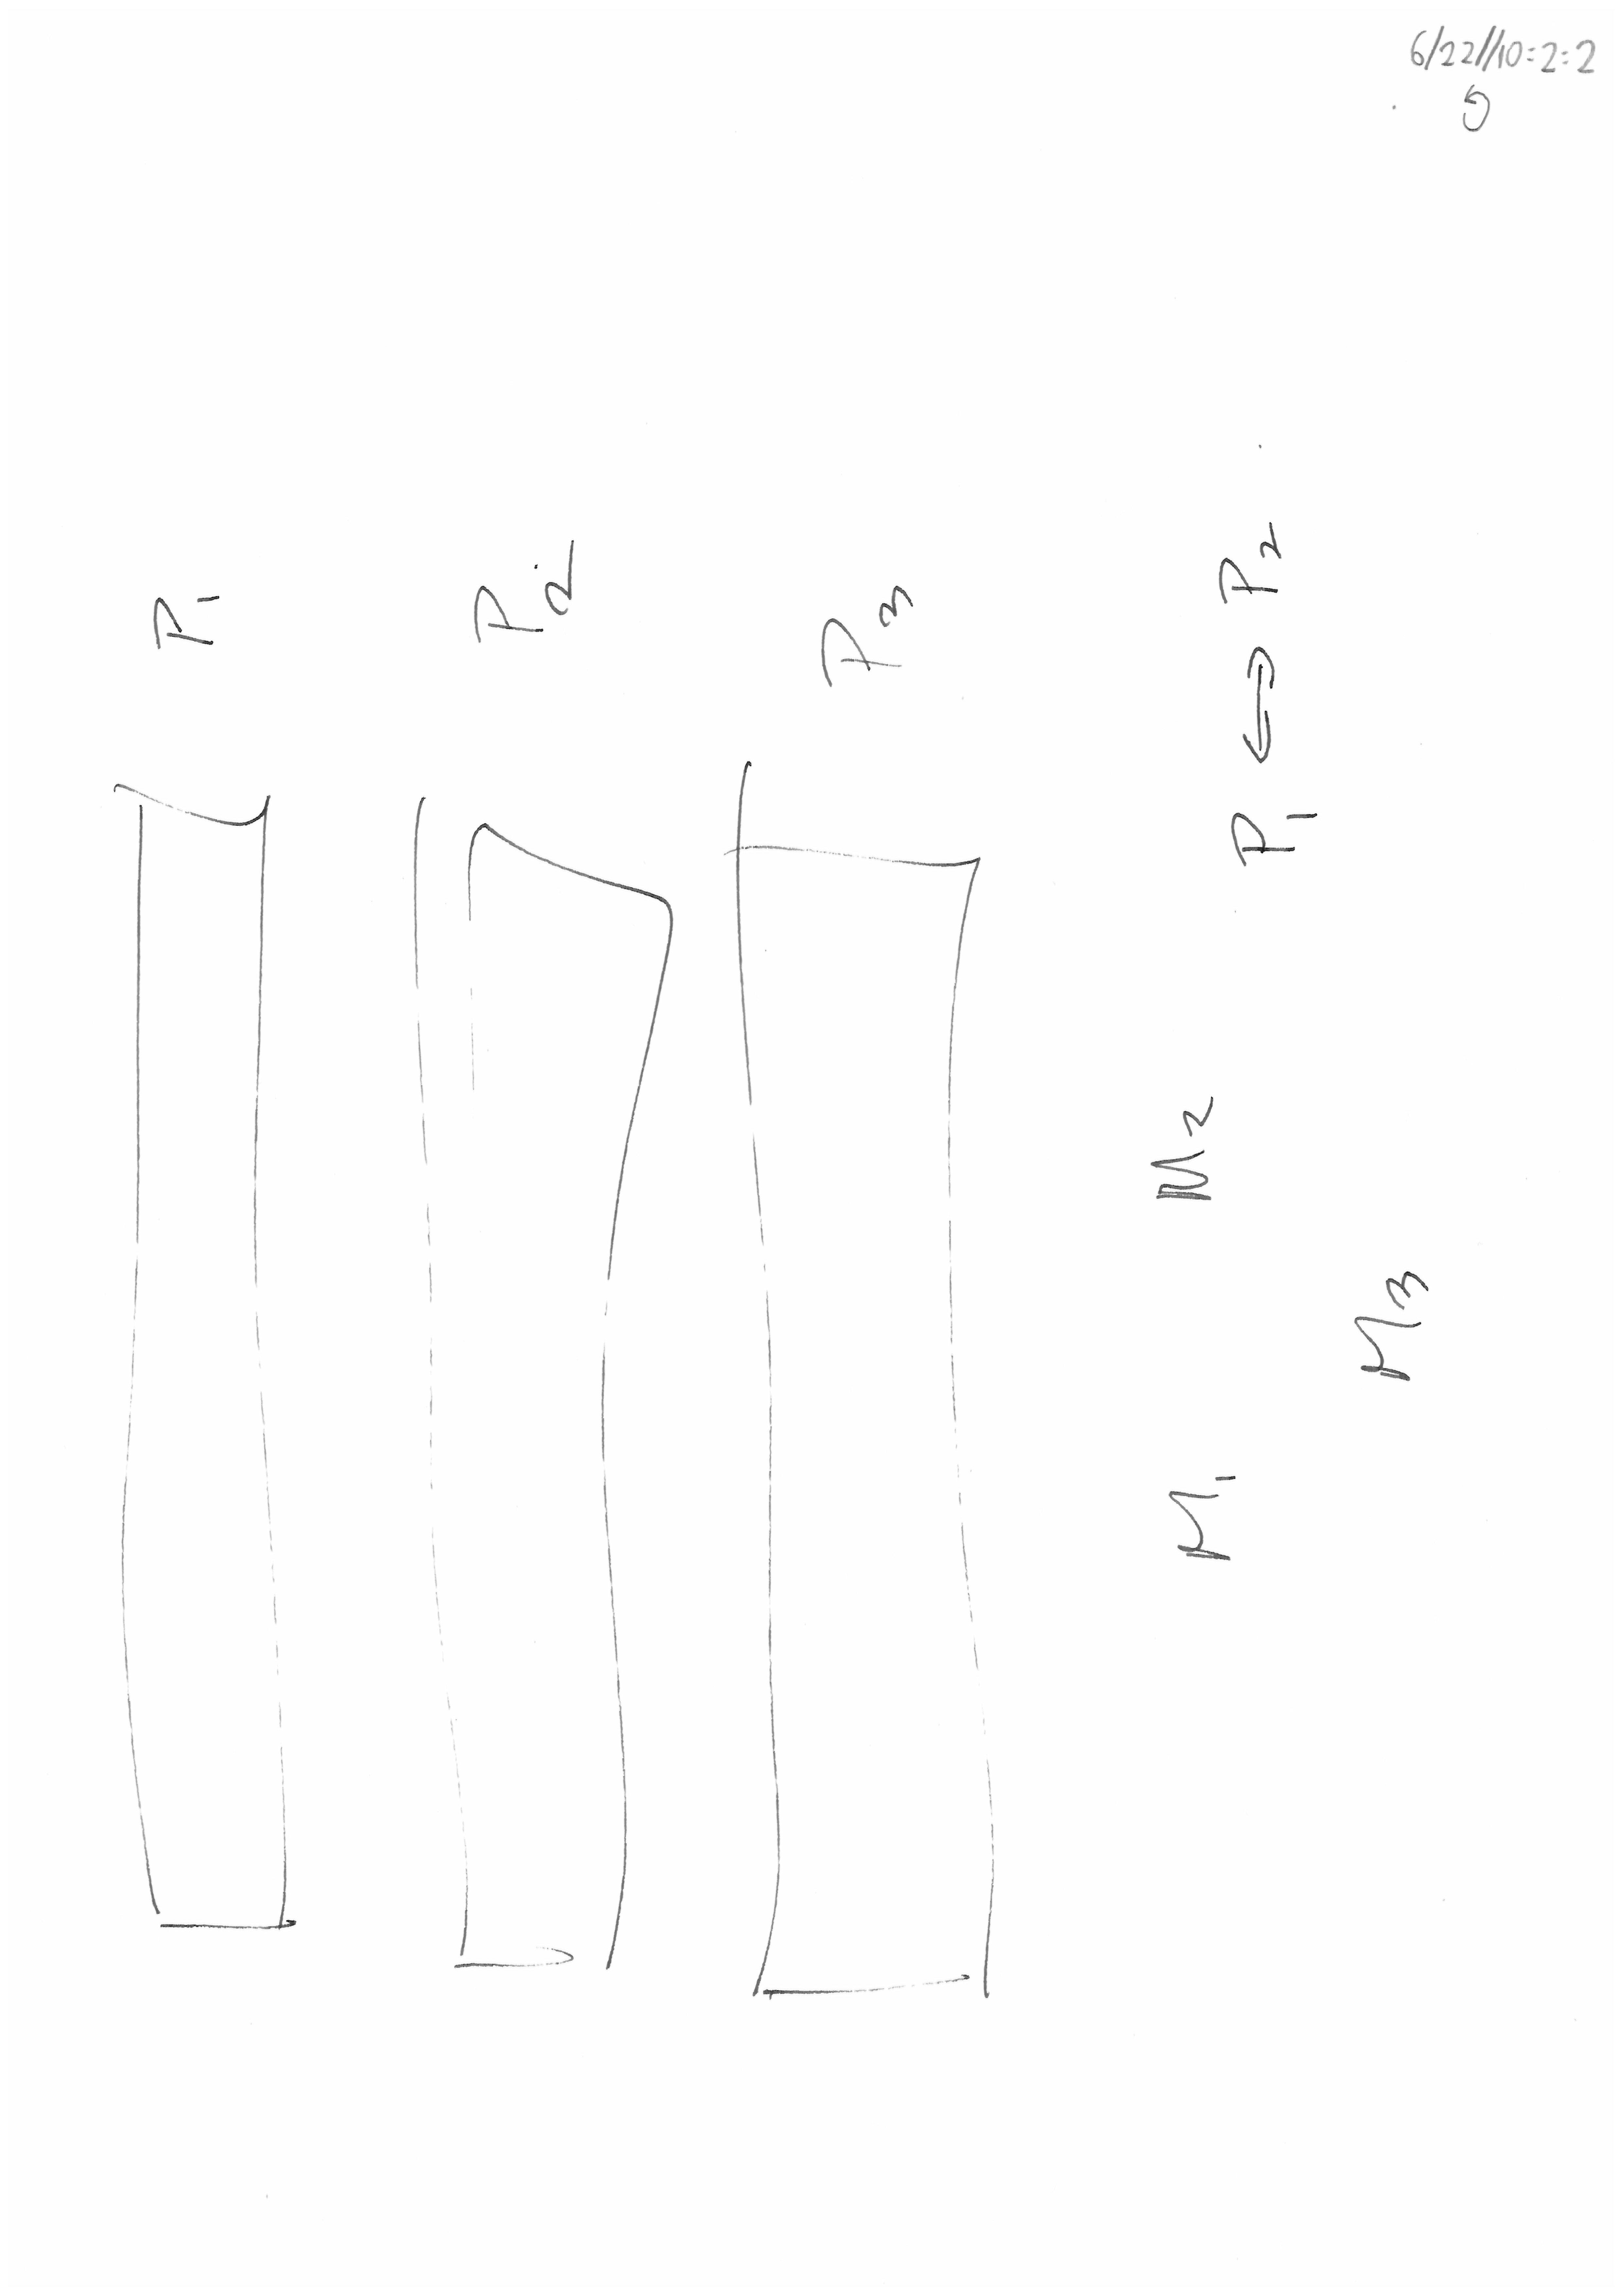 P₁
P₂
P₃
M₁ M₂
P₁ ⟺ P₂
M₃
6/22/10:2:2
G